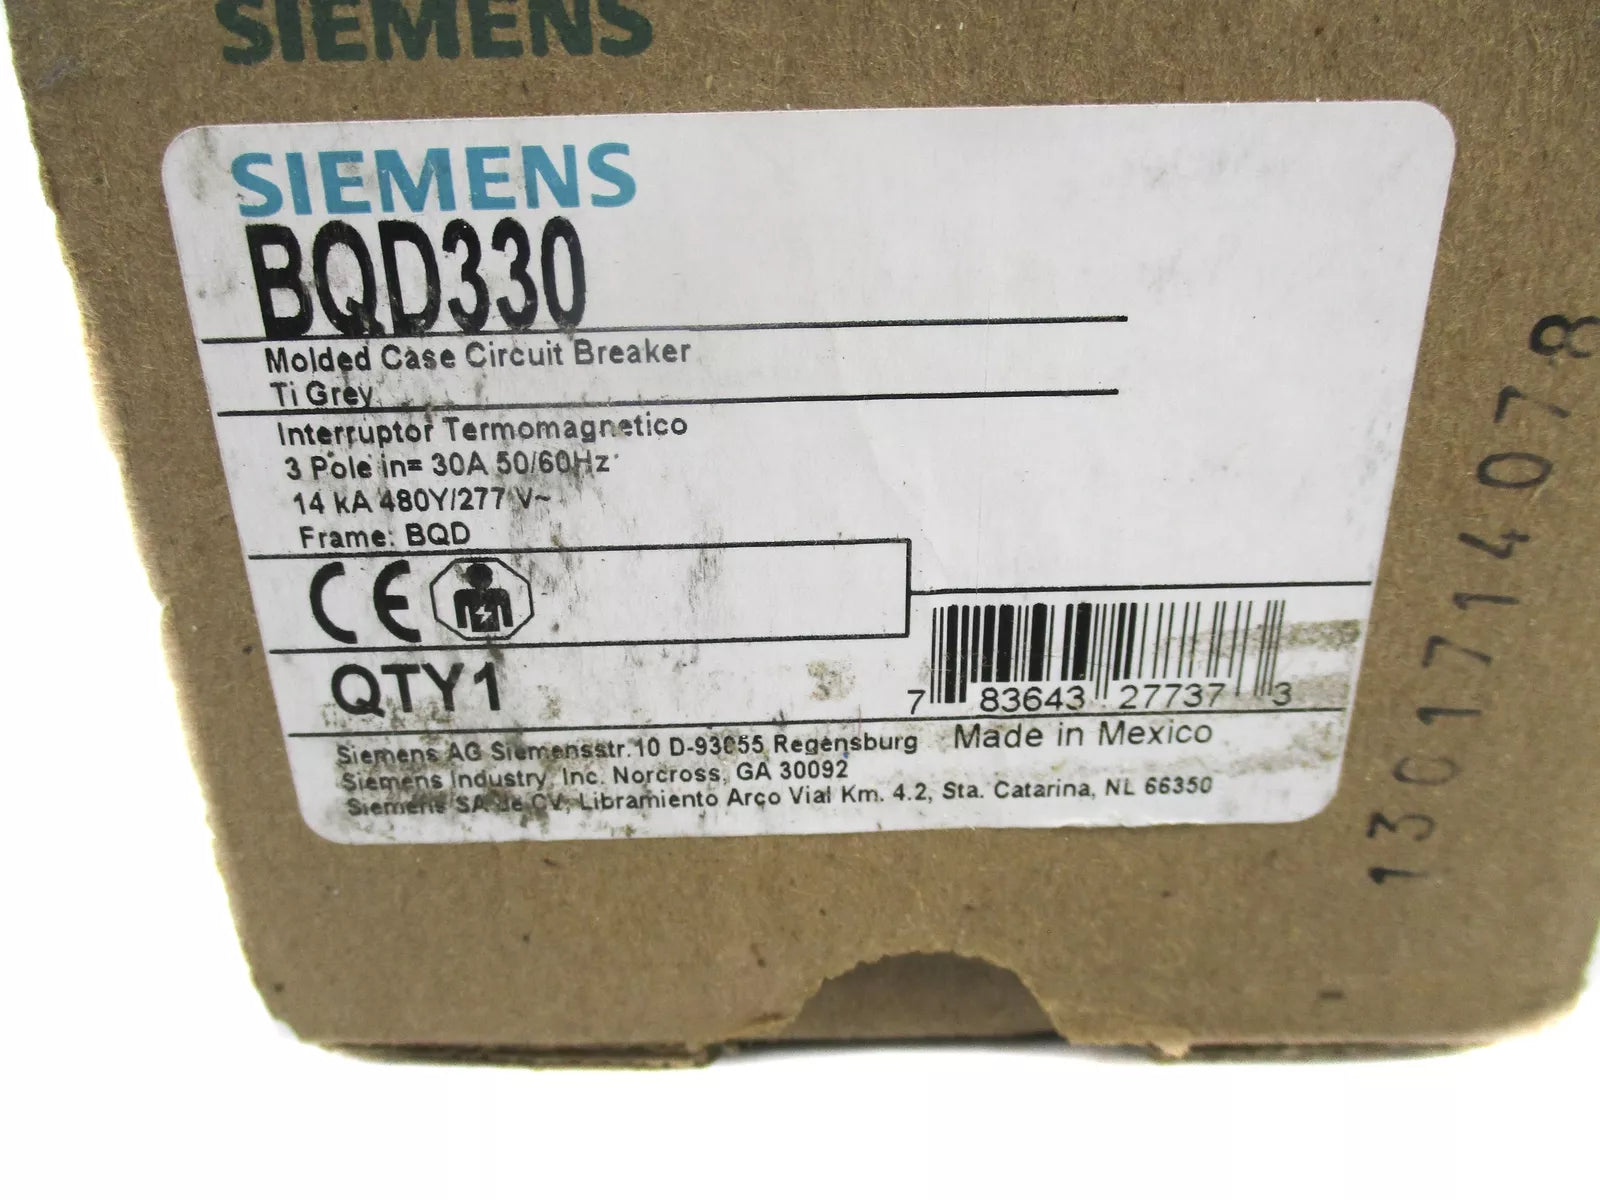 SIEMENS
SIEMENS
BQD330
Molded Case Circuit Breaker
Ti Grey
Interruptor Termomagnetico
3 Pole in= 30A 50/60Hz
14 kA 480Y/277 V~
Frame: BQD
CE
QTY1
7 83643 27737 3
Made in Mexico
Siemens AG Siemensstr.10 D-93055 Regensburg
Siemens Industry, Inc. Norcross, GA 30092
Siemens SA de CV, Libramiento Arco Vial Km. 4.2, Sta. Catarina, NL 66350
1301714078